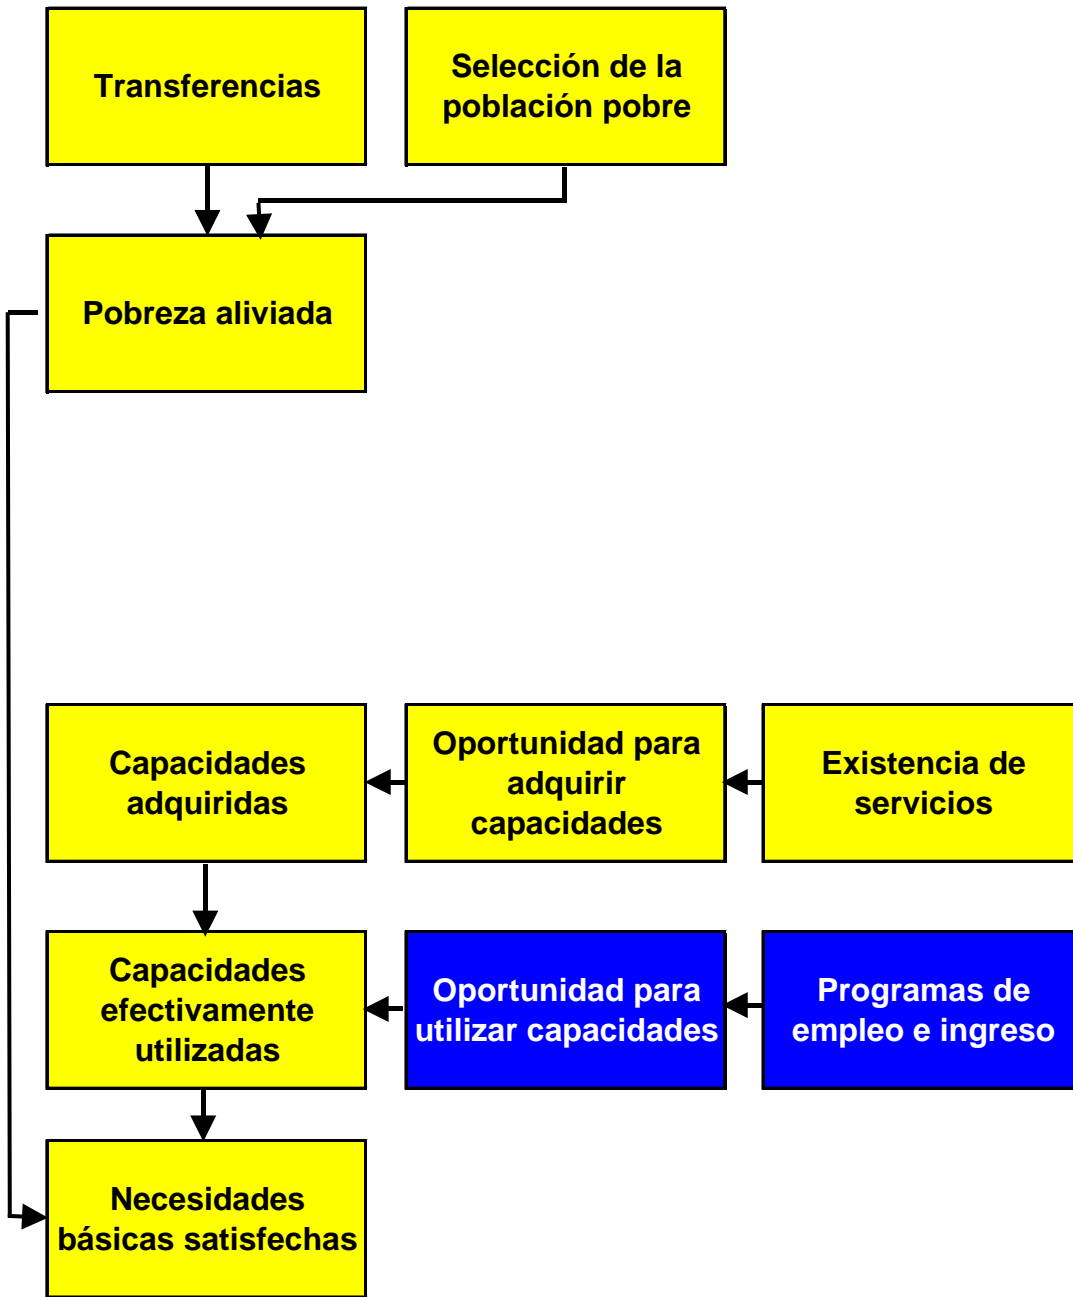 Transferencias
Selección de la
población pobre
Pobreza aliviada
Capacidades
adquiridas
Oportunidad para
adquirir
capacidades
Existencia de
servicios
Capacidades
efectivamente
utilizadas
Oportunidad para
utilizar capacidades
Programas de
empleo e ingreso
Necesidades
básicas satisfechas